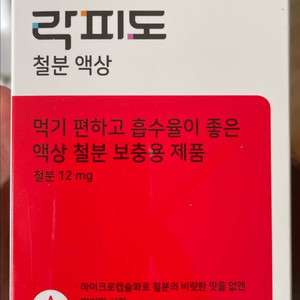 락피도
철분 액상
먹기 편하고 흡수율이 좋은
액상 철분 보충용 제품
철분 12 mg
· 마이크로캡슐화로 철분의 비릿한 맛을 없앤